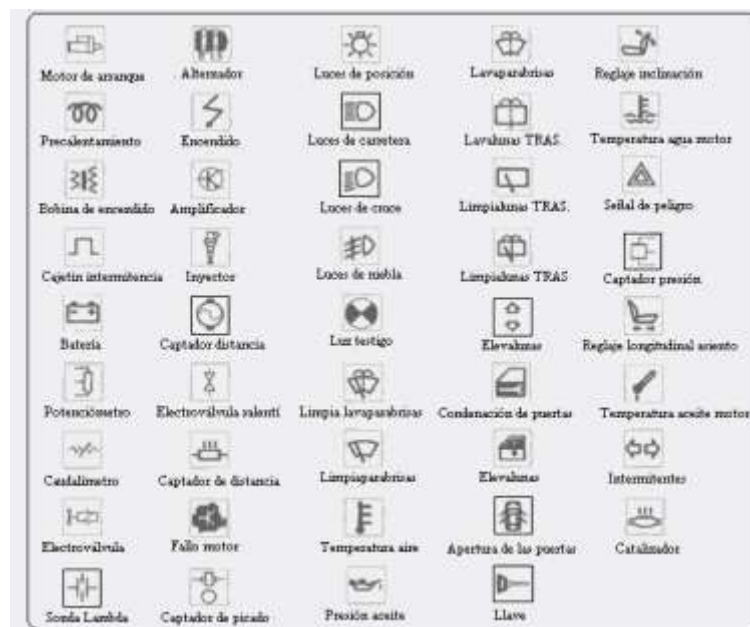 Motor de arranque
Alternador
Luces de posición
Lavaparabrisas
Reglaje inclinación
Precalentamiento
Encendido
Luces de carretera
Lavalunas TRAS.
Temperatura agua motor
Bobina de encendido
Amplificador
Luces de cruce
Limpialunas TRAS.
Señal de peligro
Cajetin intermitencia
Inyector
Luces de niebla
Limpialunas TRAS
Captador presión
Batería
Captador distancia
Luz testigo
Elevalunas
Reglaje longitudinal asiento
Potenciómetro
Electroválvula ralentí
Limpia lavaparabrisas
Condenación de puertas
Temperatura aceite motor
Caudalímetro
Captador de distancia
Limpiaparabrisas
Elevalunas
Intermitentes
Electroválvula
Fallo motor
Temperatura aire
Apertura de las puertas
Catalizador
Sonda Lambda
Captador de picado
Presión aceite
Llave